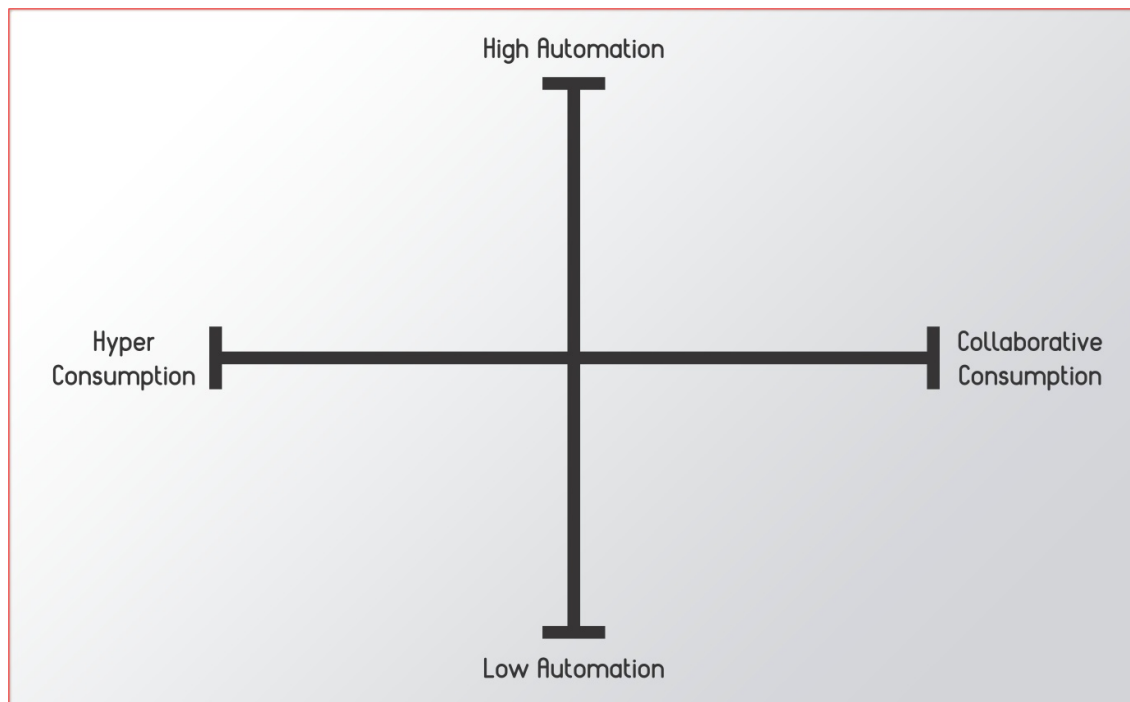 High Automation
Hyper
Consumption
Collaborative
Consumption
Low Automation